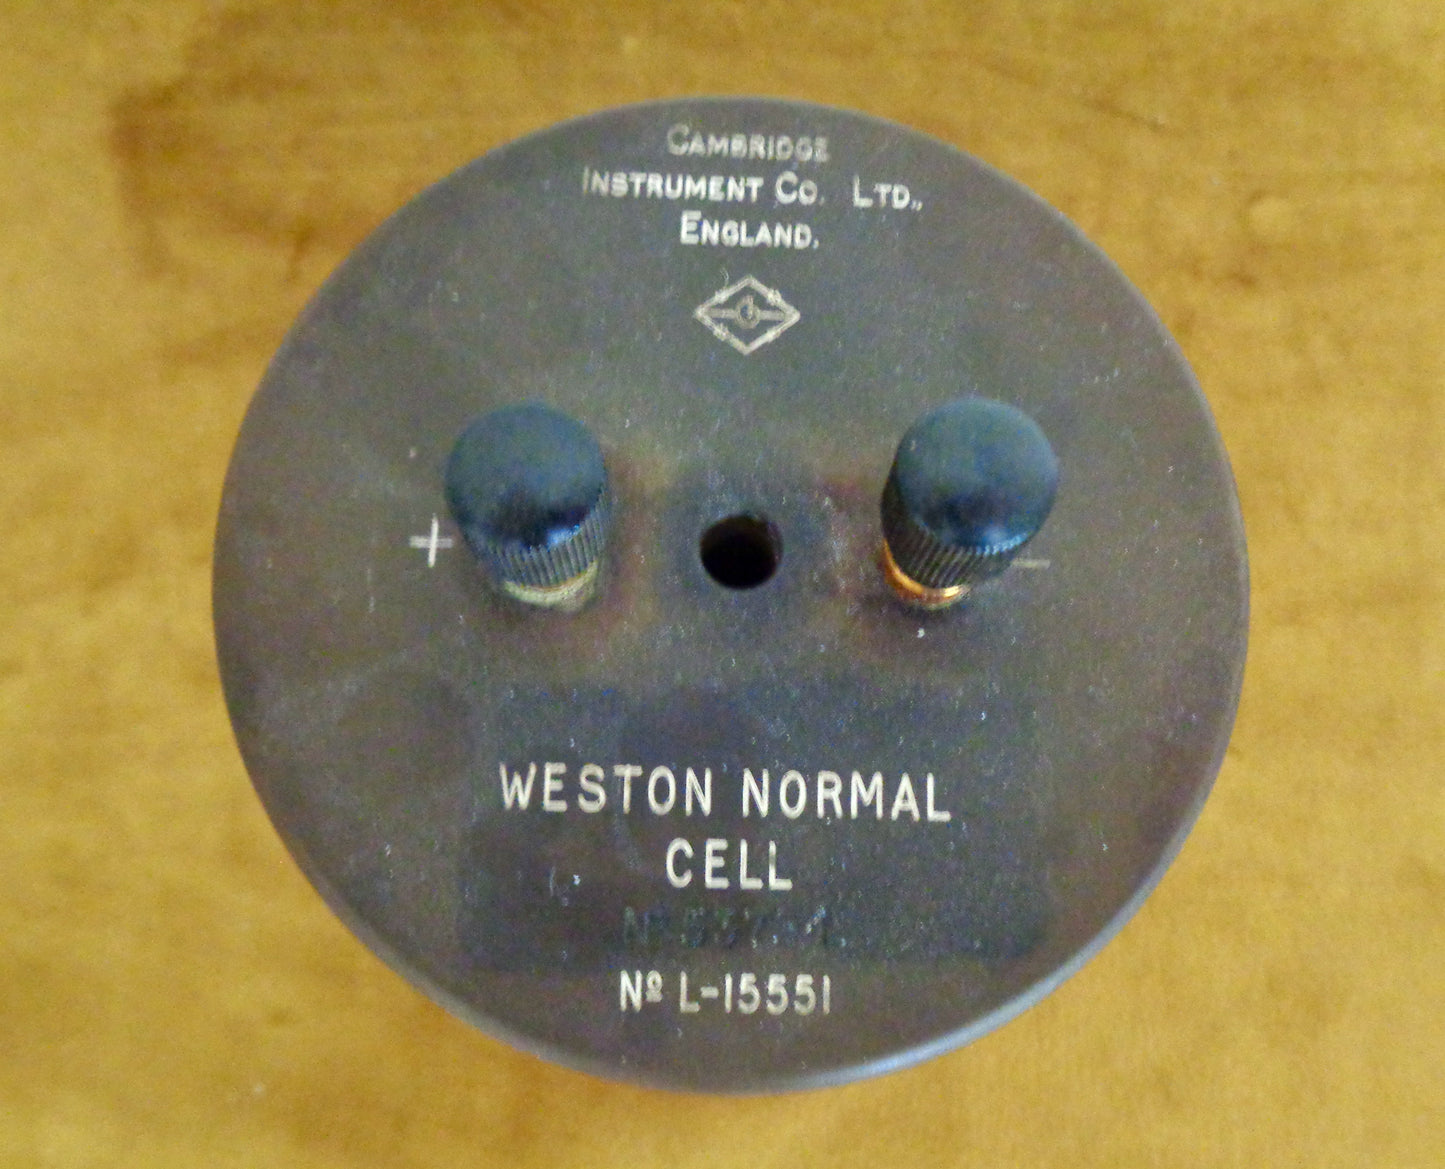 CAMBRIDGE
INSTRUMENT CO. LTD.,
ENGLAND.
+ −
WESTON NORMAL
CELL
Nº L-15551